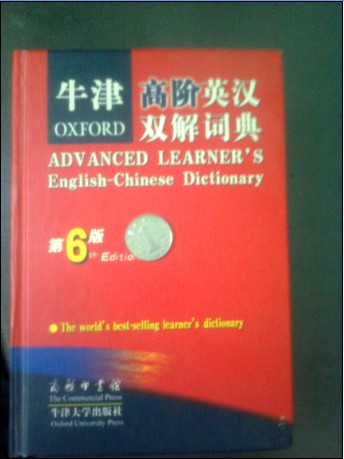 牛津 高阶英汉
OXFORD 双解词典
ADVANCED LEARNER'S
English-Chinese Dictionary
第6版
th Edition
The world's best-selling learner's dictionary
商务印书馆
The Commercial Press
牛津大学出版社
Oxford University Press